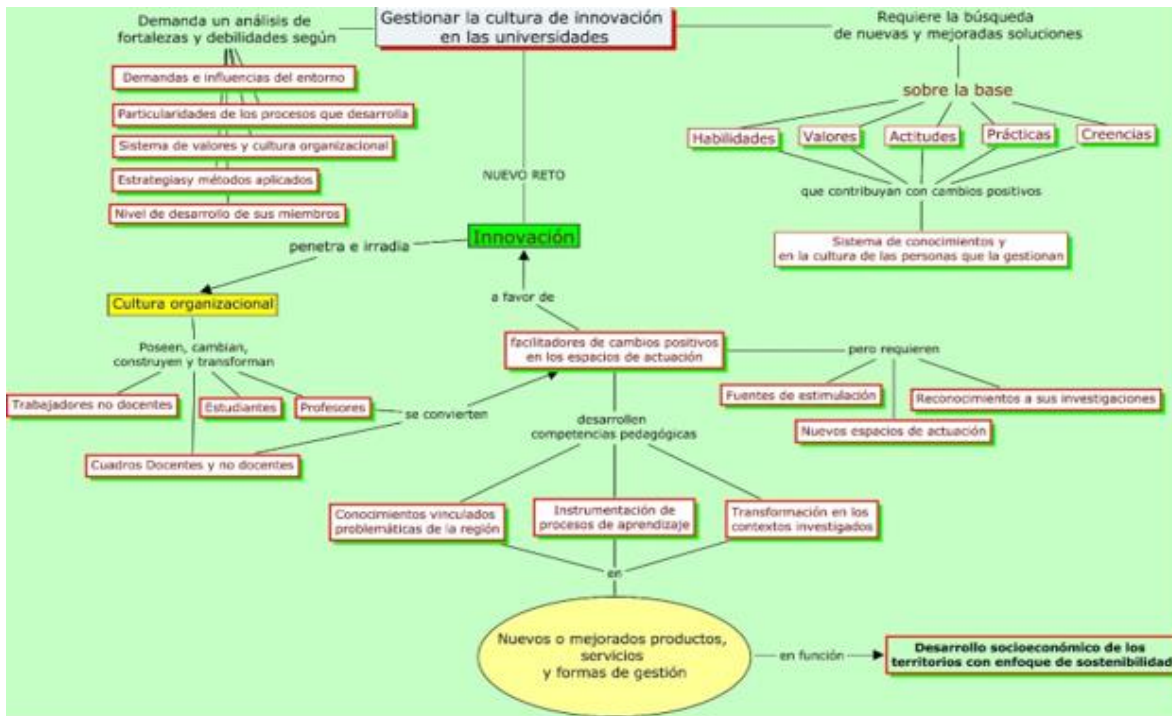 Demanda un análisis de
fortalezas y debilidades según
Gestionar la cultura de innovación
en las universidades
Requiere la búsqueda
de nuevas y mejoradas soluciones
Demandas e influencias del entorno
Particularidades de los procesos que desarrolla
Sistema de valores y cultura organizacional
Estrategiasy métodos aplicados
Nivel de desarrollo de sus miembros
sobre la base
Habilidades
Valores
Actitudes
Prácticas
Creencias
que contribuyan con cambios positivos
Sistema de conocimientos y
en la cultura de las personas que la gestionan
NUEVO RETO
Innovación
penetra e irradia
Cultura organizacional
a favor de
Poseen, cambian,
construyen y transforman
Trabajadores no docentes
Estudiantes
Profesores
Cuadros Docentes y no docentes
se convierten
facilitadores de cambios positivos
en los espacios de actuación
pero requieren
Fuentes de estimulación
Reconocimientos a sus investigaciones
Nuevos espacios de actuación
desarrollen
competencias pedagógicas
Conocimientos vinculados
problemáticas de la región
Instrumentación de
procesos de aprendizaje
Transformación en los
contextos investigados
en
Nuevos o mejorados productos,
servicios
y formas de gestión
en función
Desarrollo socioeconómico de los
territorios con enfoque de sostenibilidad